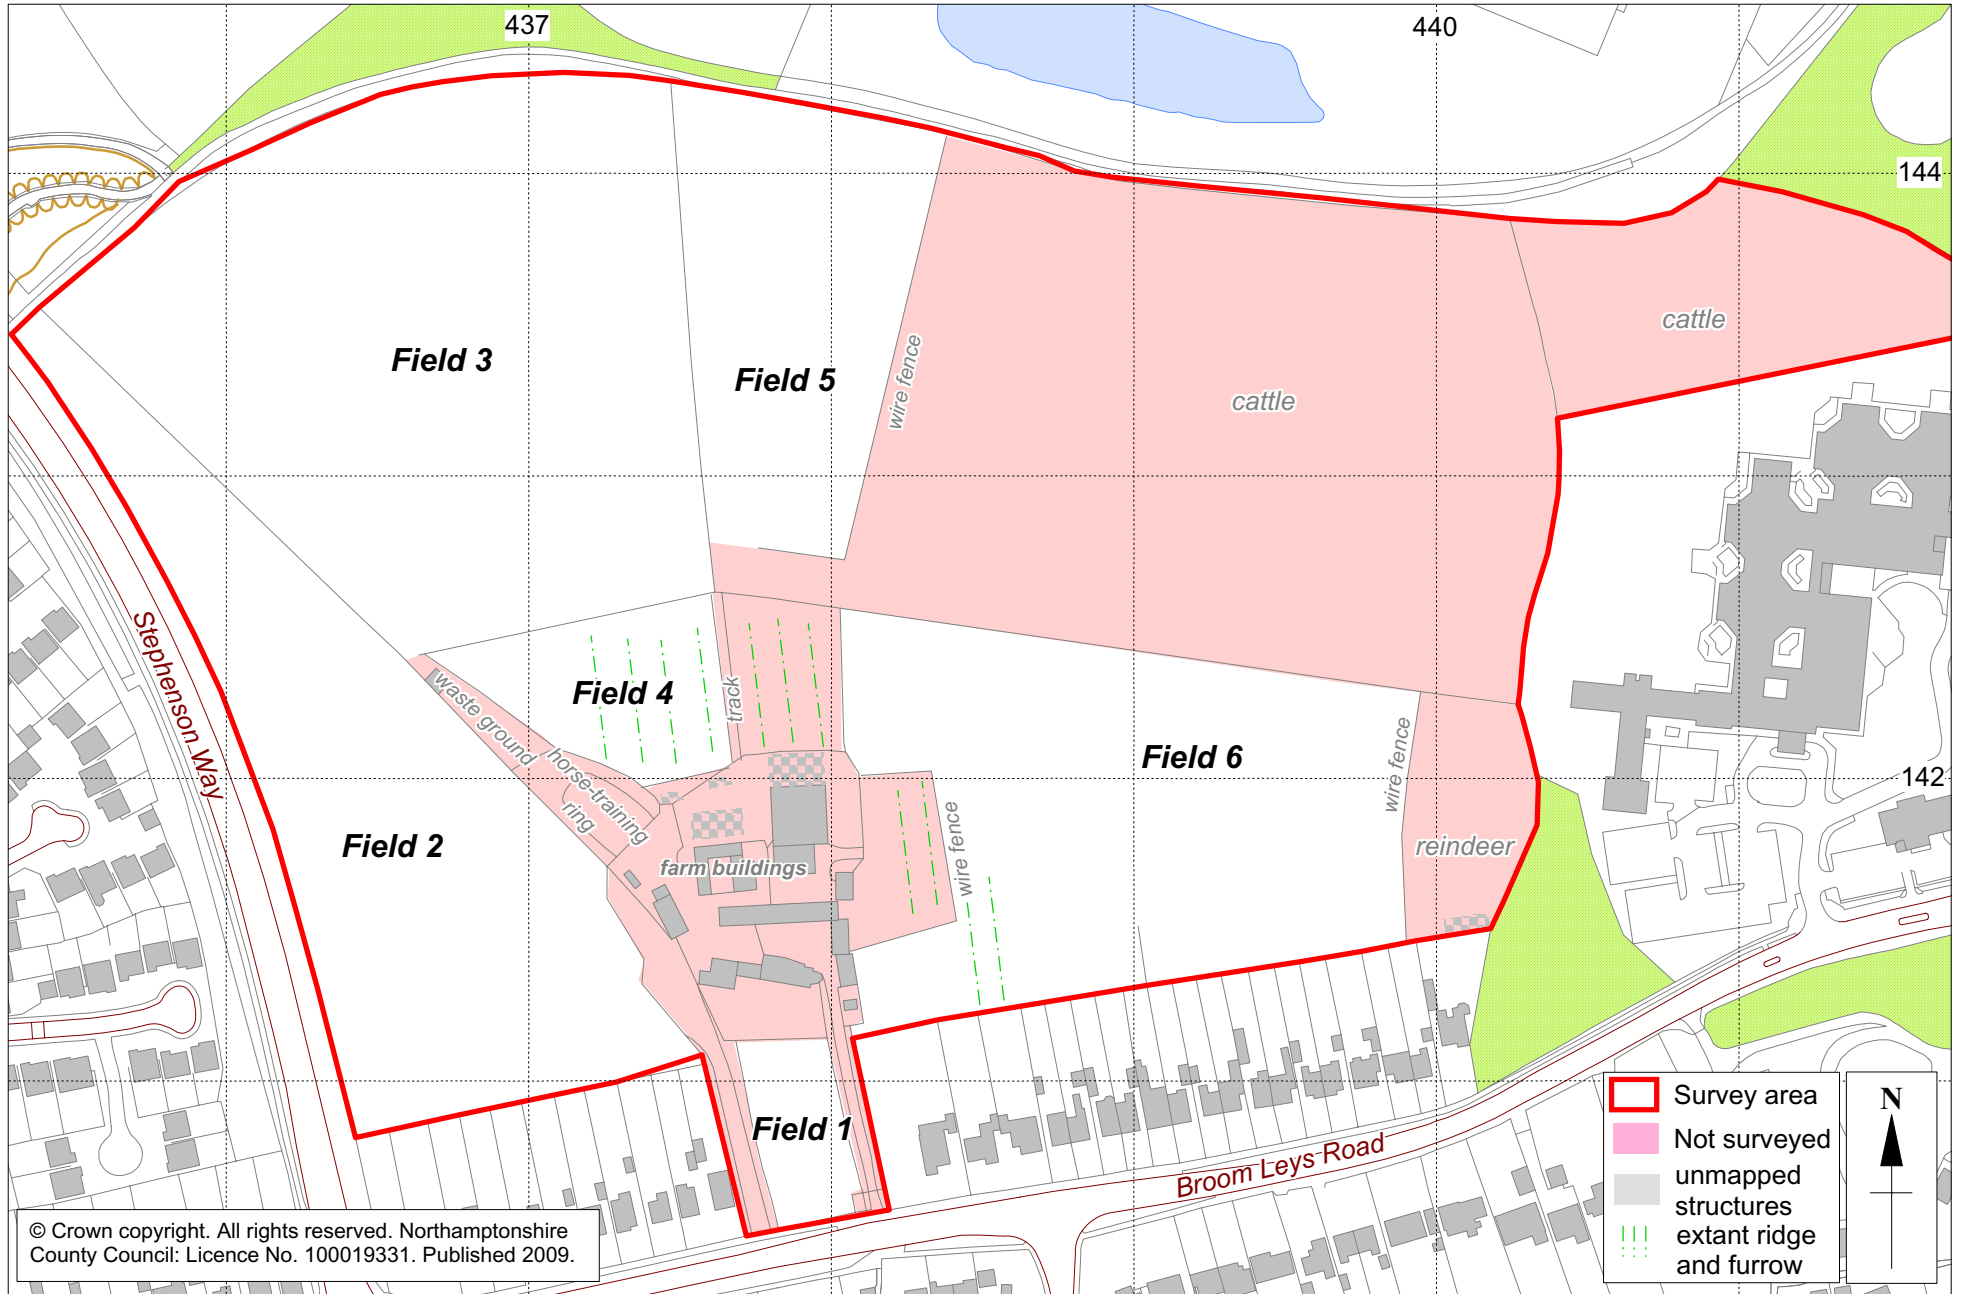 437
440
144
Field 3
Field 5
wire fence
cattle
cattle
Stephenson Way
waste ground
horse-training
ring
Field 4
track
Field 6
wire fence
142
Field 2
farm buildings
wire fence
reindeer
Field 1
Broom Leys Road
Survey area
Not surveyed
unmapped
structures
extant ridge
and furrow
N
© Crown copyright. All rights reserved. Northamptonshire
County Council: Licence No. 100019331. Published 2009.